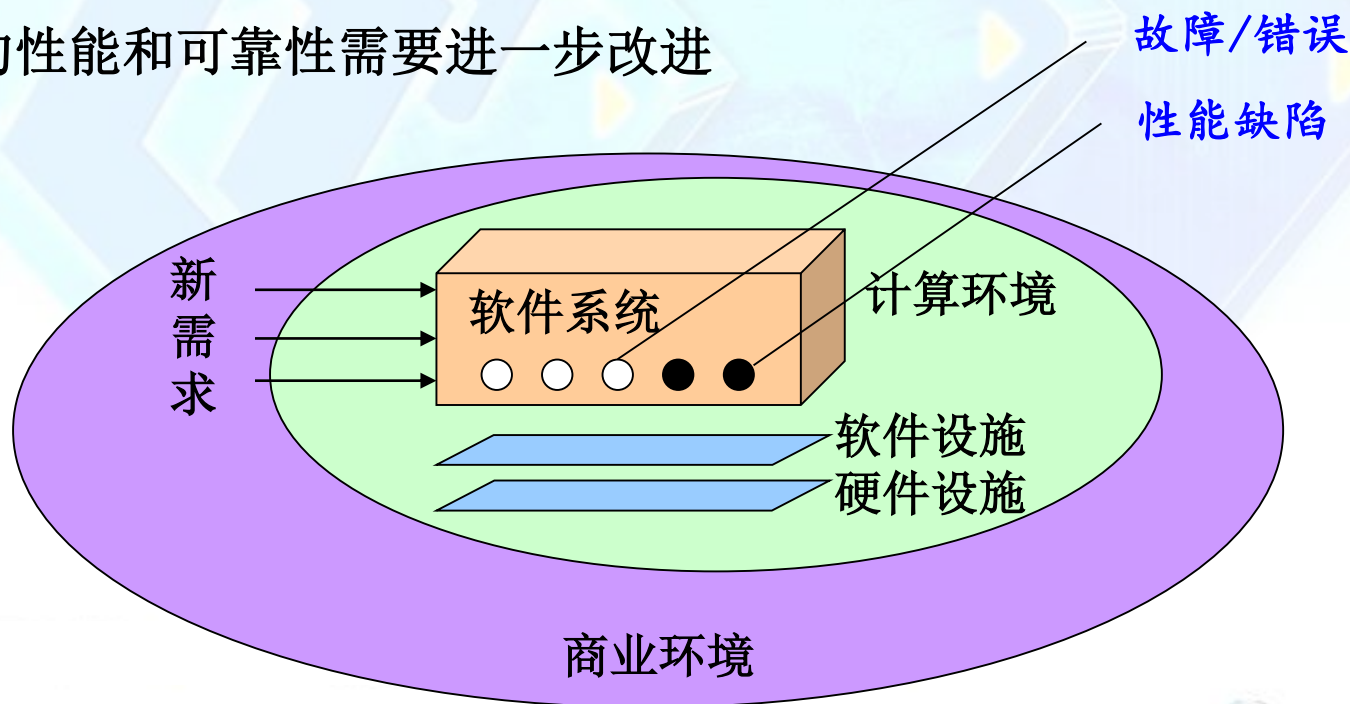 性能和可靠性需要进一步改进
故障/错误
性能缺陷
新
需
求
软件系统
计算环境
软件设施
硬件设施
商业环境